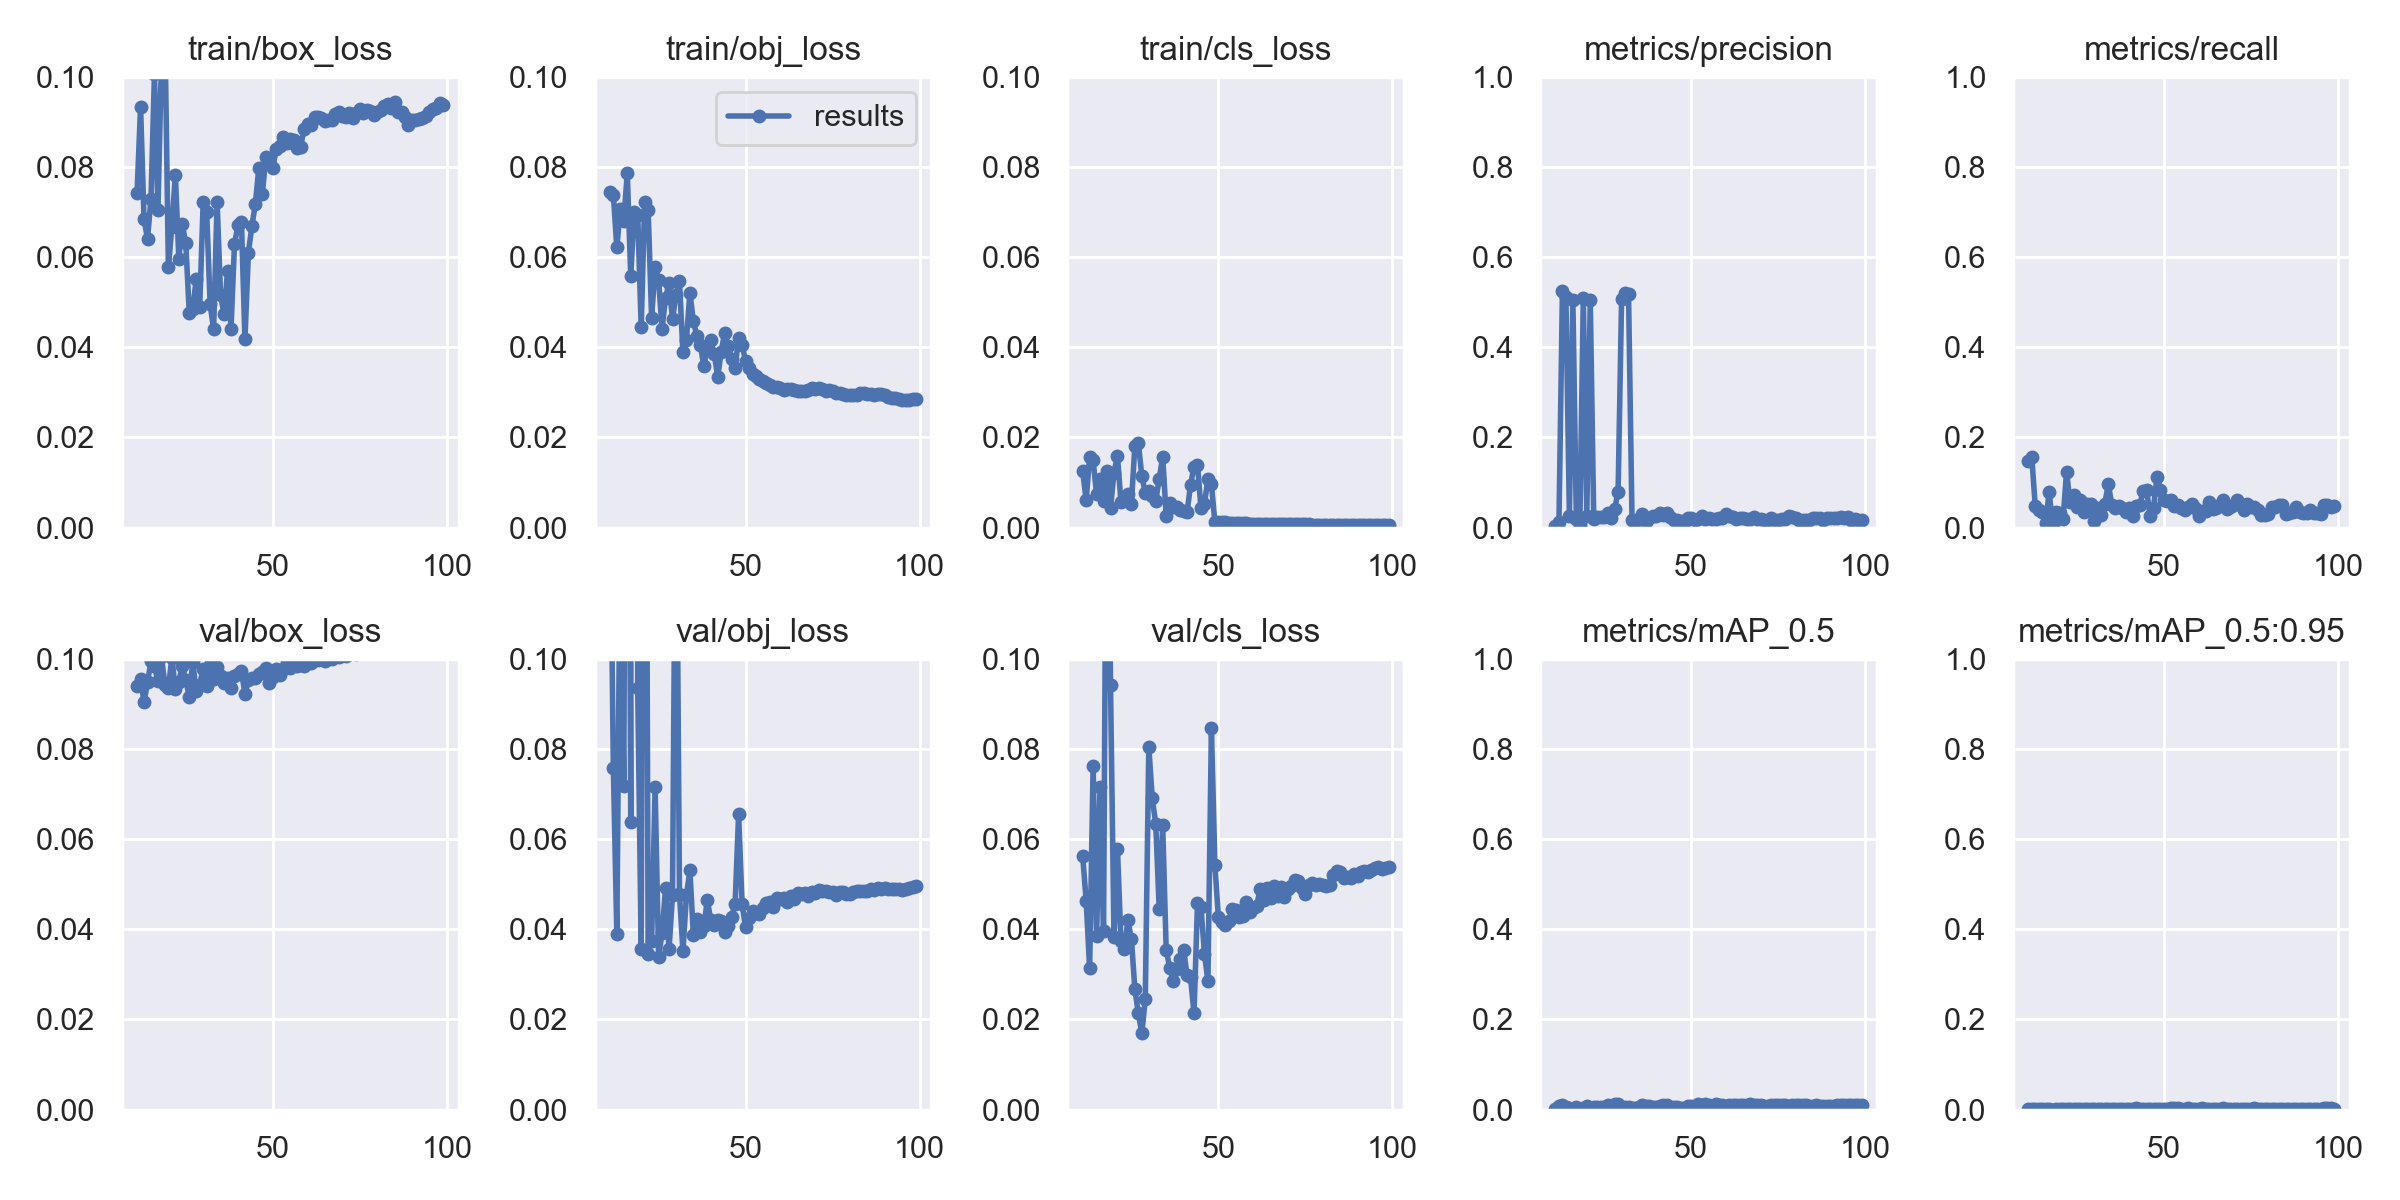 train/box_loss train/obj_loss train/cls_loss metrics/precision metrics/recall
0.10 0.10 0.10 1.0 1.0
results
0.08 0.08 0.08 0.8 0.8
0.06 0.06 0.06 0.6 0.6
0.04 0.04 0.04 0.4 0.4
0.02 0.02 0.02 0.2 0.2
0.00 0.00 0.00 0.0 0.0
50 100 50 100 50 100 50 100 50 100
val/box_loss val/obj_loss val/cls_loss metrics/mAP_0.5 metrics/mAP_0.5:0.95
0.10 0.10 0.10 1.0 1.0
0.08 0.08 0.08 0.8 0.8
0.06 0.06 0.06 0.6 0.6
0.04 0.04 0.04 0.4 0.4
0.02 0.02 0.02 0.2 0.2
0.00 0.00 0.00 0.0 0.0
50 100 50 100 50 100 50 100 50 100